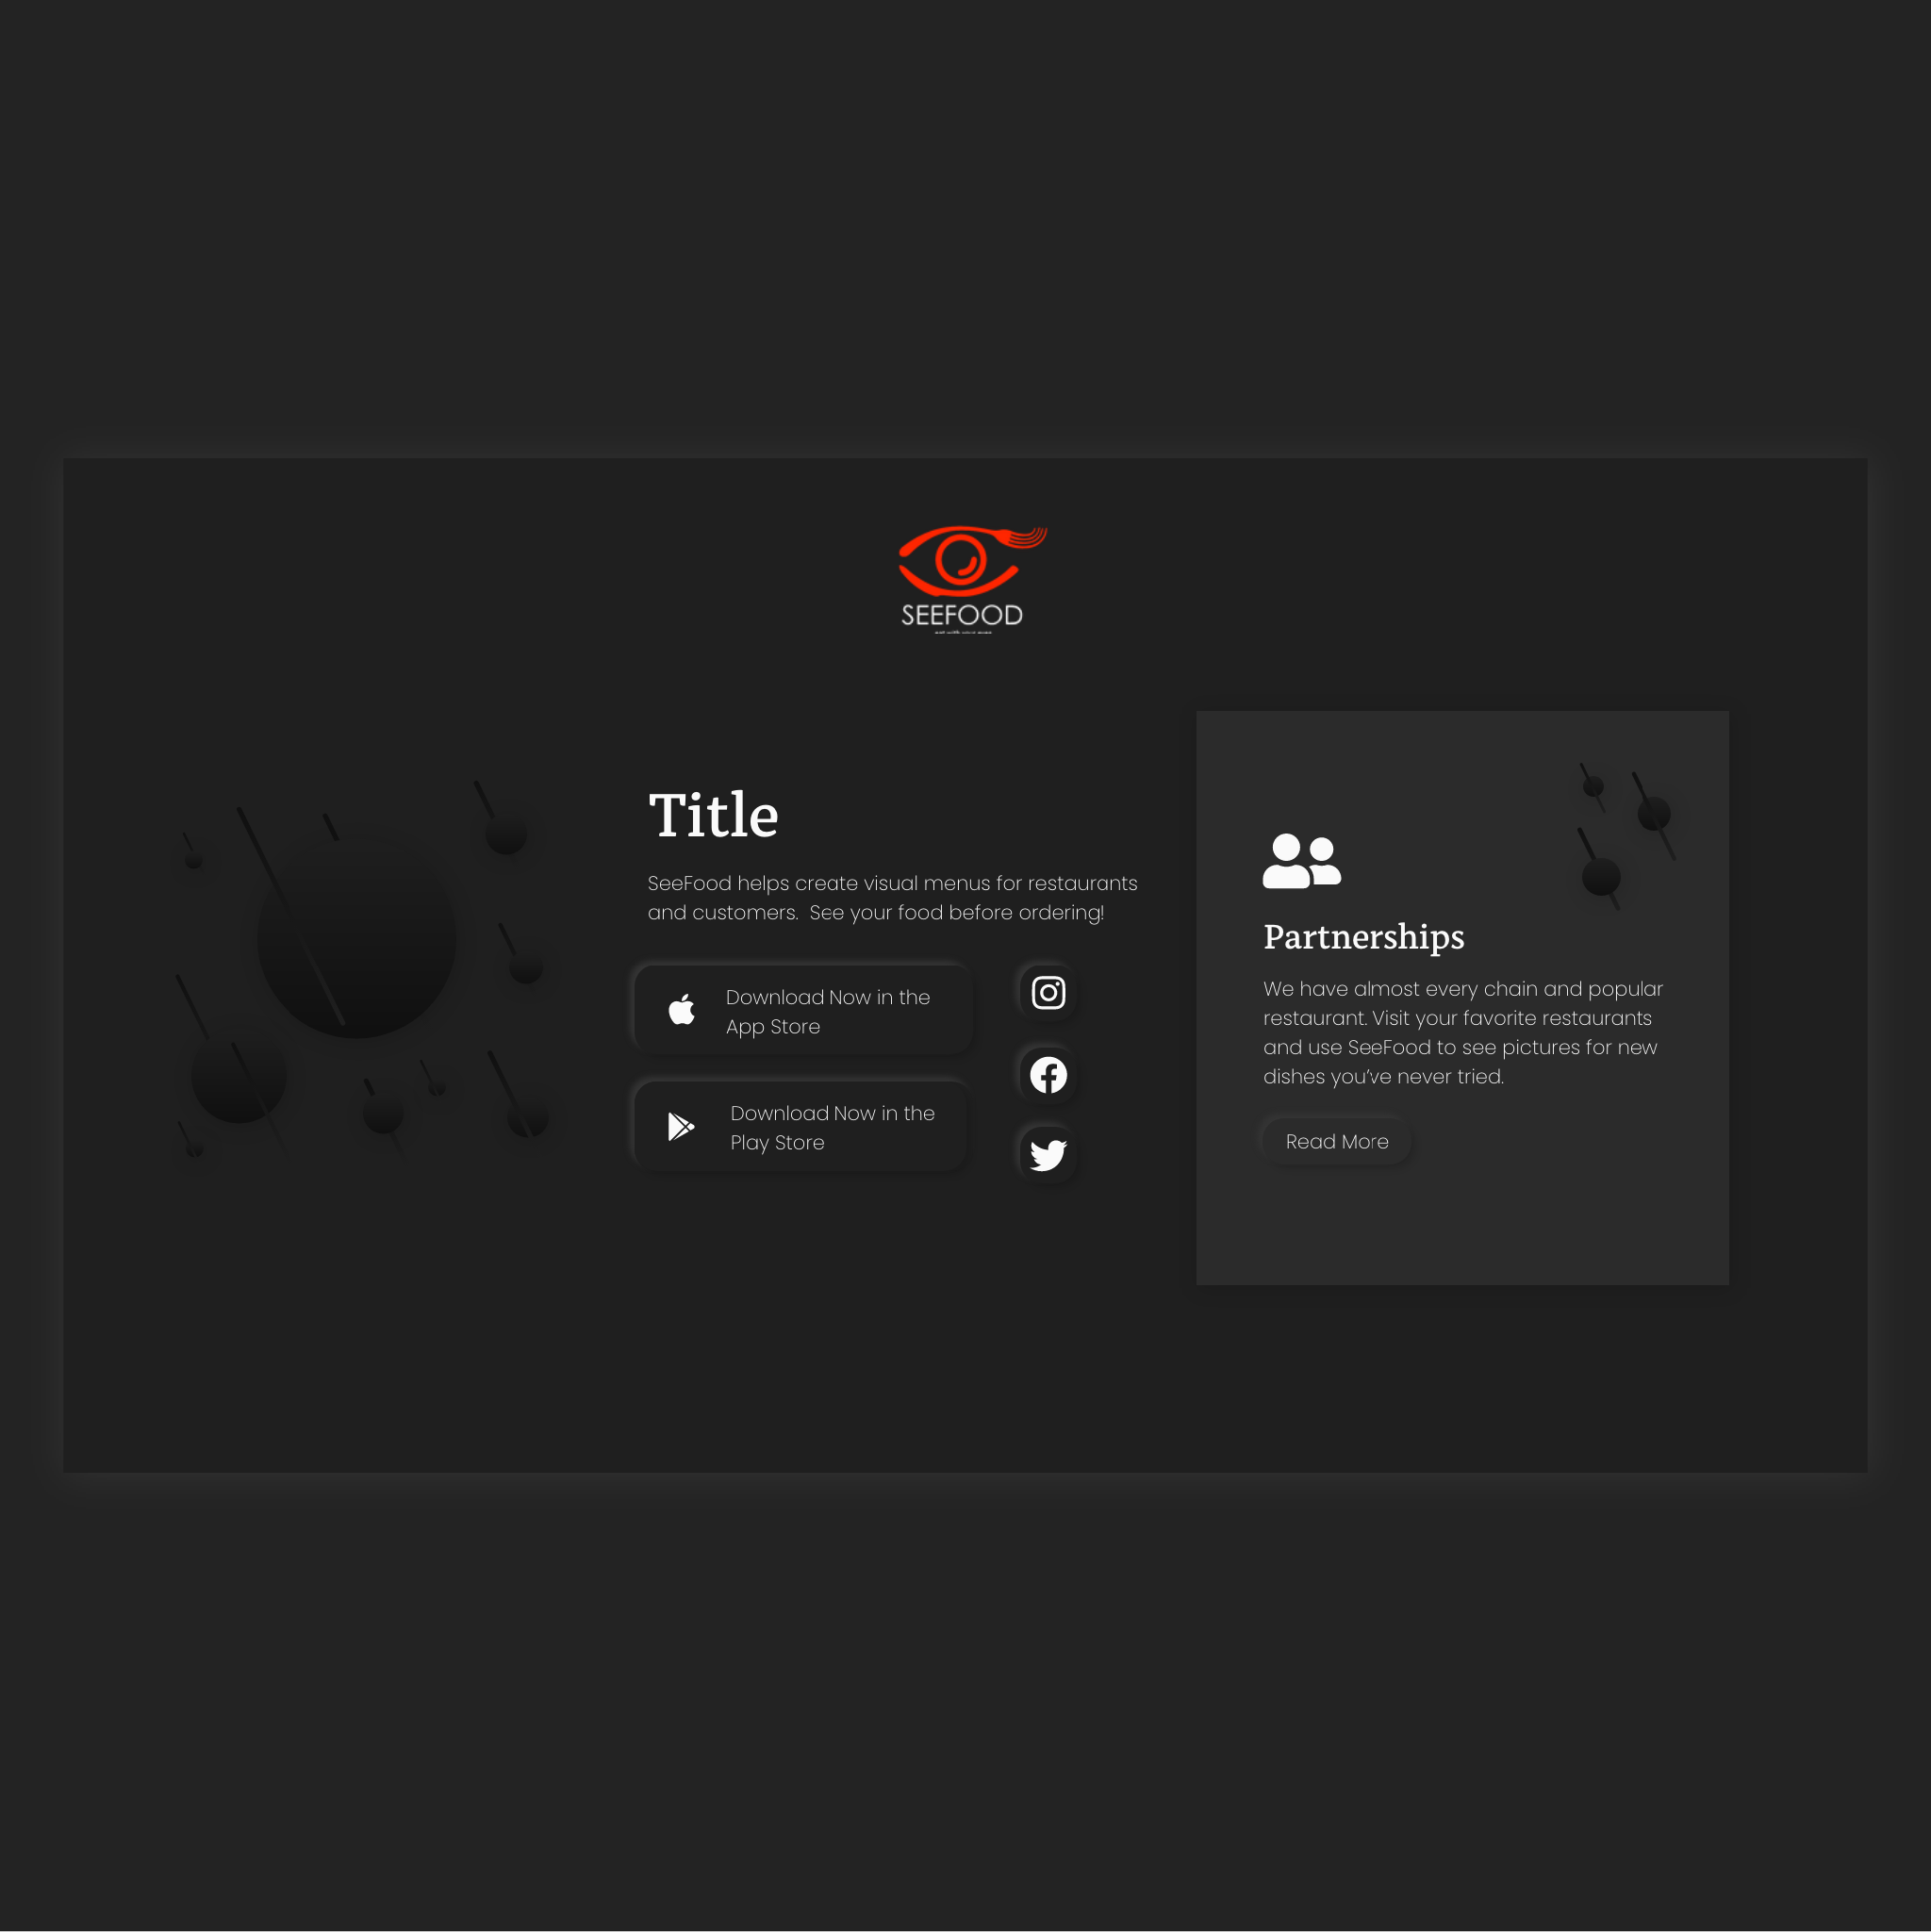 SEEFOOD
Title
SeeFood helps create visual menus for restaurants
and customers.  See your food before ordering!
Download Now in the
App Store
Download Now in the
Play Store
Partnerships
We have almost every chain and popular
restaurant. Visit your favorite restaurants
and use SeeFood to see pictures for new
dishes you’ve never tried.
Read More